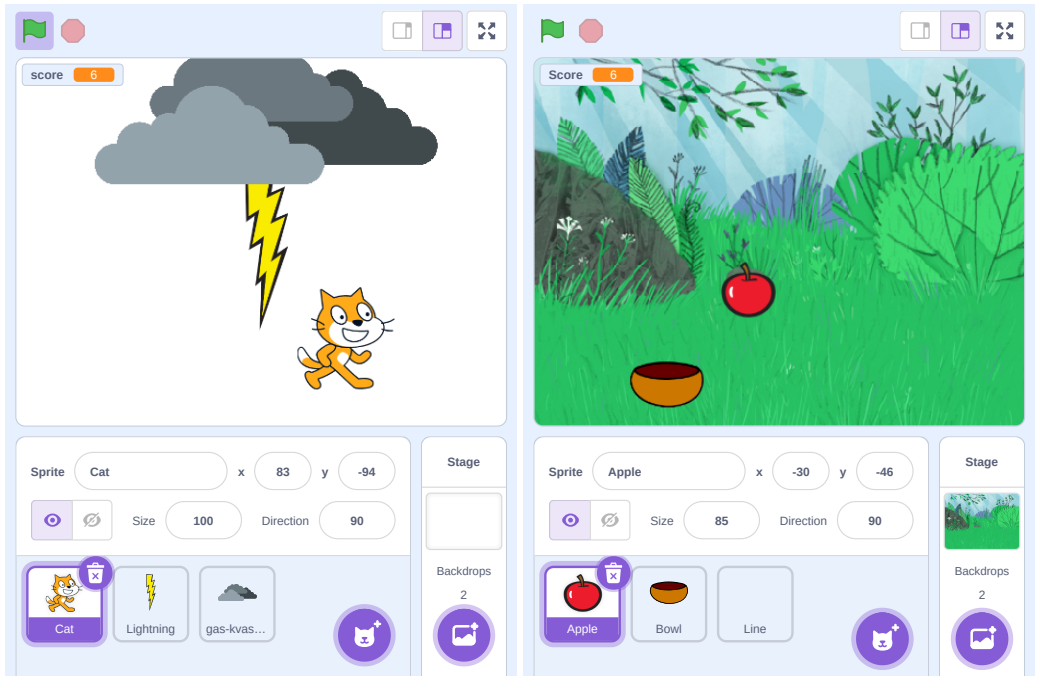 score 6
Sprite Cat x 83 y -94
Size 100 Direction 90
Stage
Backdrops
2
Cat Lightning gas-kvas...
Score 6
Sprite Apple x -30 y -46
Size 85 Direction 90
Stage
Backdrops
2
Apple Bowl Line